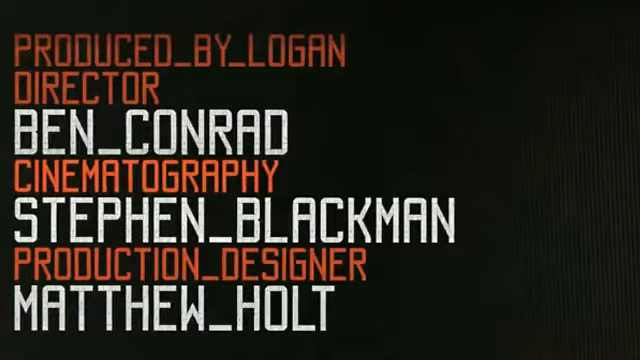 PRODUCED_BY_LOGAN
DIRECTOR
BEN_CONRAD
CINEMATOGRAPHY
STEPHEN_BLACKMAN
PRODUCTION_DESIGNER
MATTHEW_HOLT